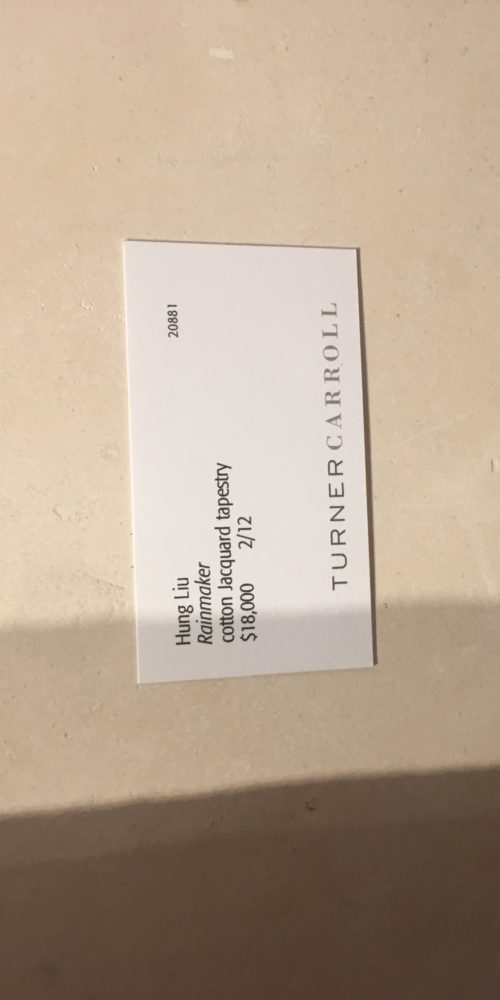 20881
Hung Liu
Rainmaker
cotton Jacquard tapestry
$18,000 2/12
TURNERCARROLL